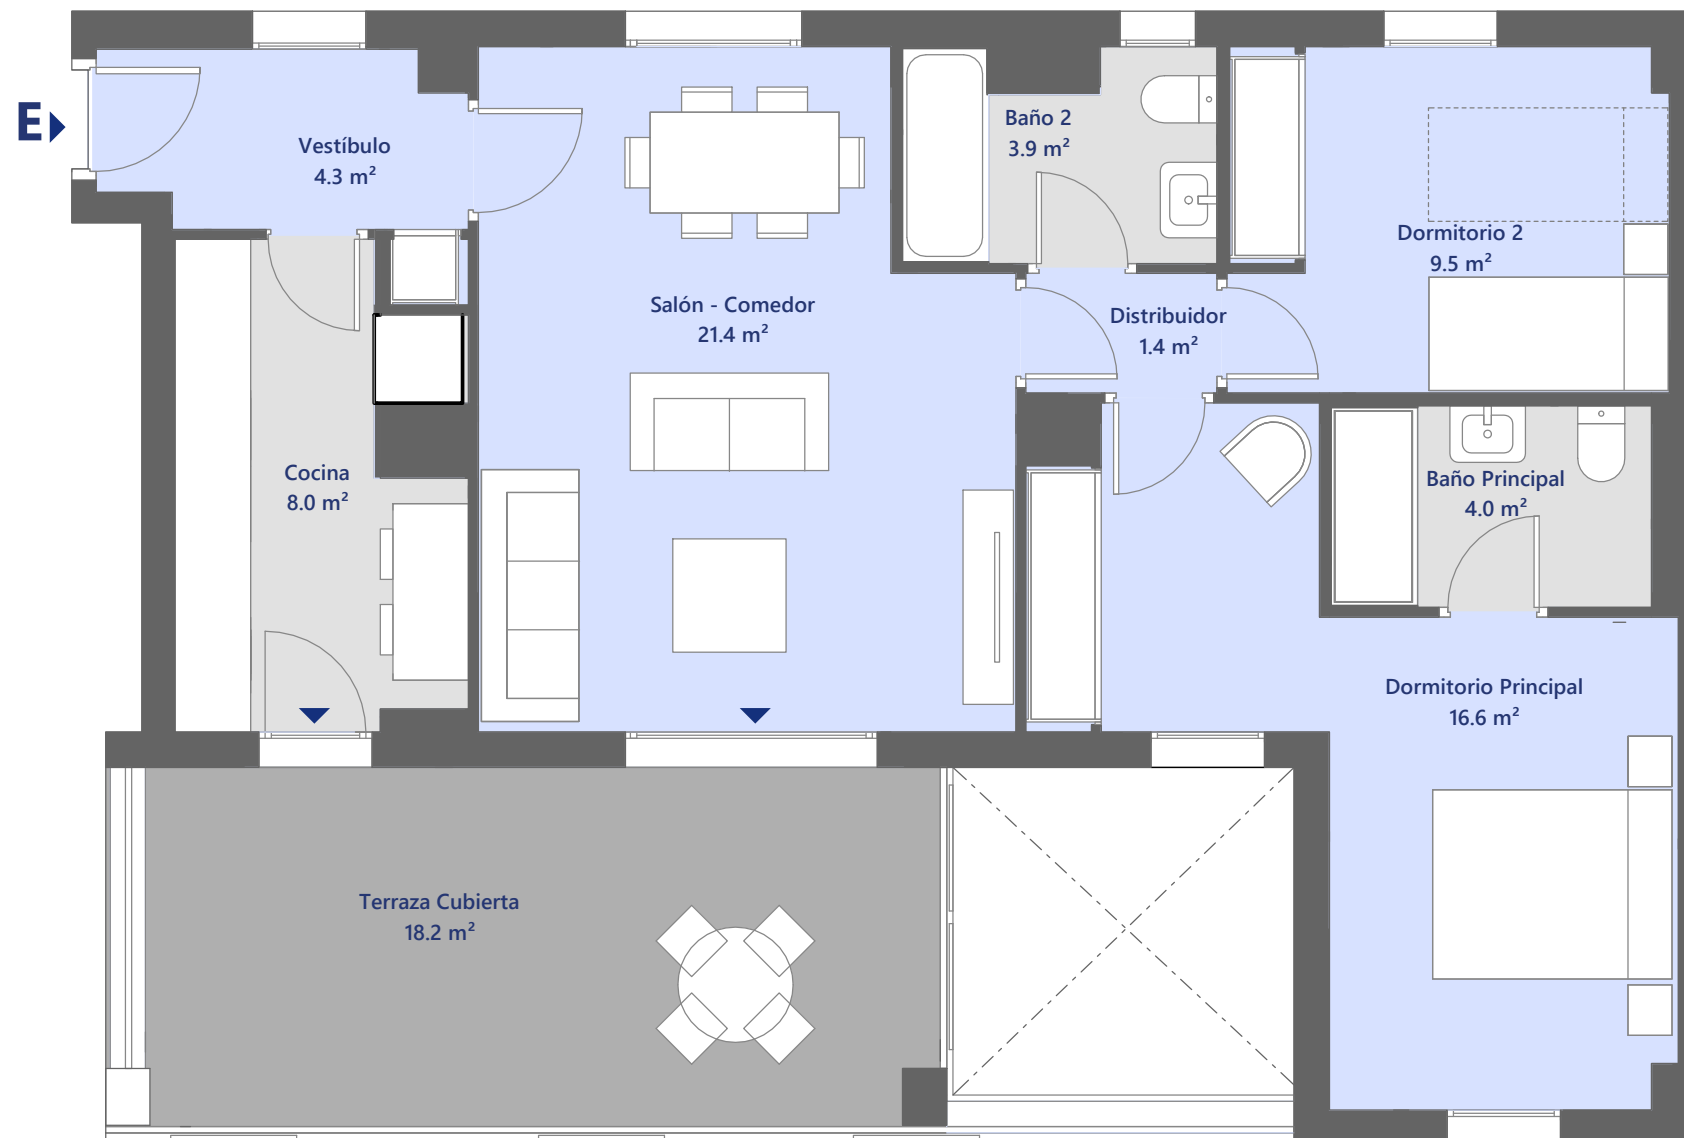 E
Vestíbulo
4.3 m²
Baño 2
3.9 m²
Dormitorio 2
9.5 m²
Salón - Comedor
21.4 m²
Distribuidor
1.4 m²
Cocina
8.0 m²
Baño Principal
4.0 m²
Dormitorio Principal
16.6 m²
Terraza Cubierta
18.2 m²